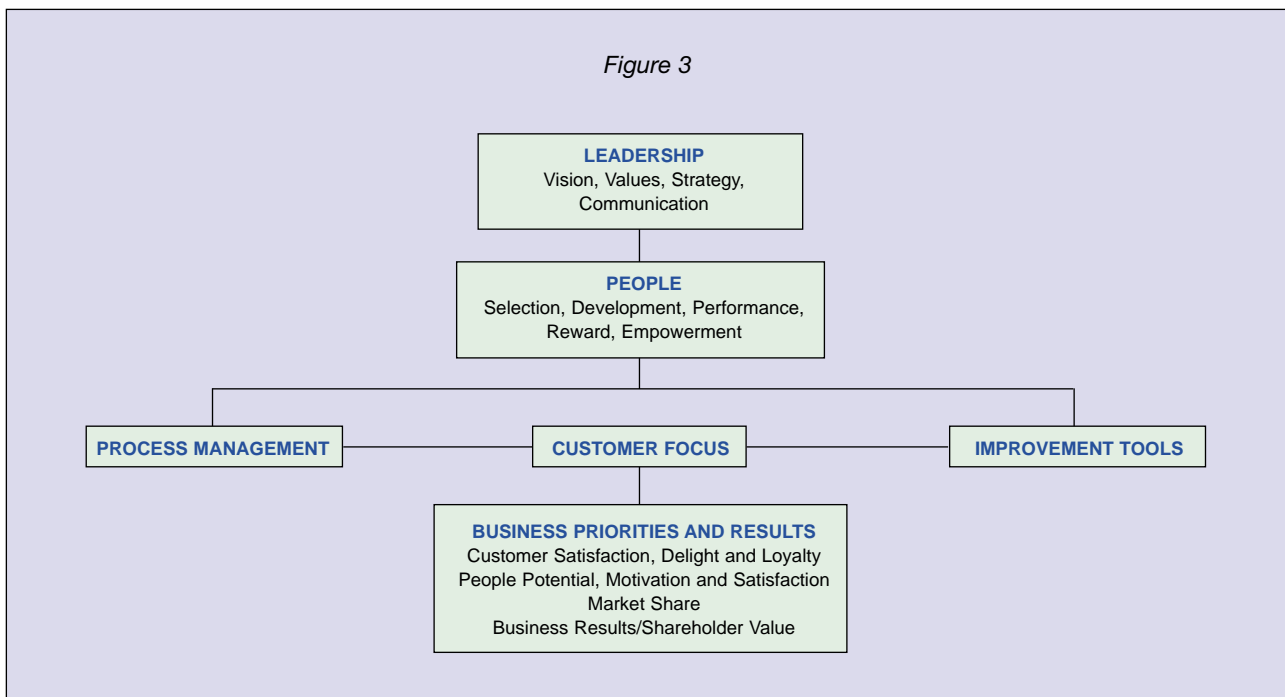 Figure 3
LEADERSHIP
Vision, Values, Strategy,
Communication
PEOPLE
Selection, Development, Performance,
Reward, Empowerment
PROCESS MANAGEMENT
CUSTOMER FOCUS
IMPROVEMENT TOOLS
BUSINESS PRIORITIES AND RESULTS
Customer Satisfaction, Delight and Loyalty
People Potential, Motivation and Satisfaction
Market Share
Business Results/Shareholder Value